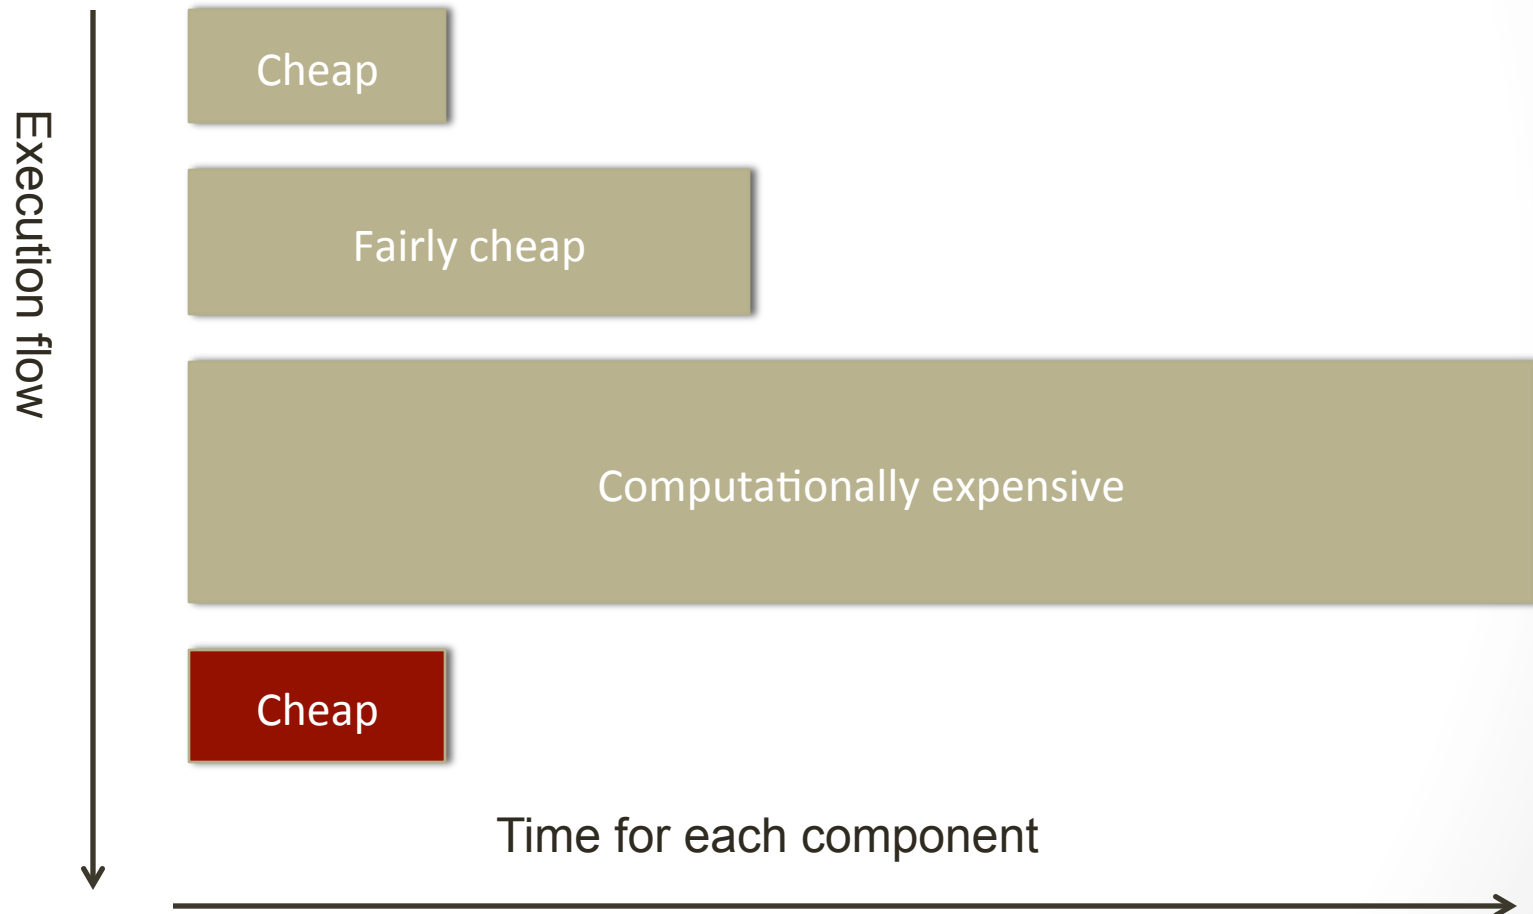 Execution flow
Cheap
Fairly cheap
Computationally expensive
Cheap
Time for each component